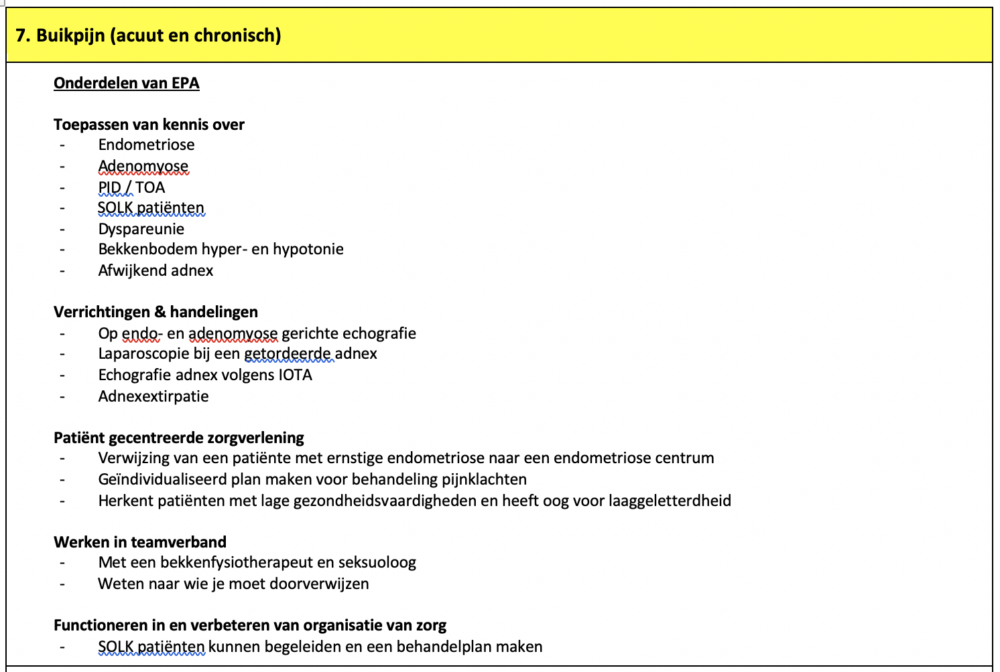 7. Buikpijn (acuut en chronisch)
Onderdelen van EPA
Toepassen van kennis over
- Endometriose
- Adenomyose
- PID / TOA
- SOLK patiënten
- Dyspareunie
- Bekkenbodem hyper- en hypotonie
- Afwijkend adnex
Verrichtingen & handelingen
- Op endo- en adenomyose gerichte echografie
- Laparoscopie bij een getordeerde adnex
- Echografie adnex volgens IOTA
- Adnexextirpatie
Patiënt gecentreerde zorgverlening
- Verwijzing van een patiënte met ernstige endometriose naar een endometriose centrum
- Geïndividualiseerd plan maken voor behandeling pijnklachten
- Herkent patiënten met lage gezondheidsvaardigheden en heeft oog voor laaggeletterdheid
Werken in teamverband
- Met een bekkenfysiotherapeut en seksuoloog
- Weten naar wie je moet doorverwijzen
Functioneren in en verbeteren van organisatie van zorg
- SOLK patiënten kunnen begeleiden en een behandelplan maken